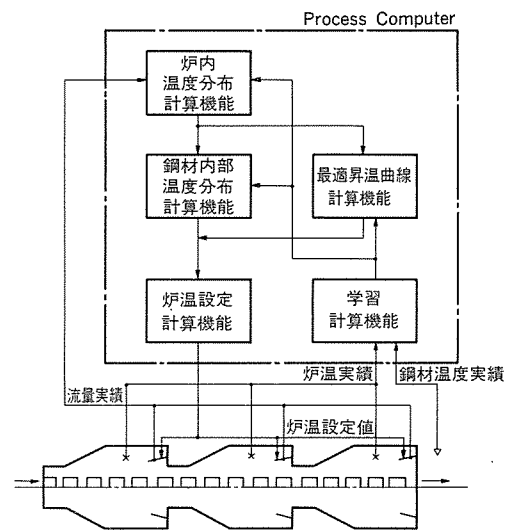 Process Computer
炉内
温度分布
計算機能
鋼材内部
温度分布
計算機能
最適昇温曲線
計算機能
炉温設定
計算機能
学習
計算機能
炉温実績
鋼材温度実績
流量実績
炉温設定値